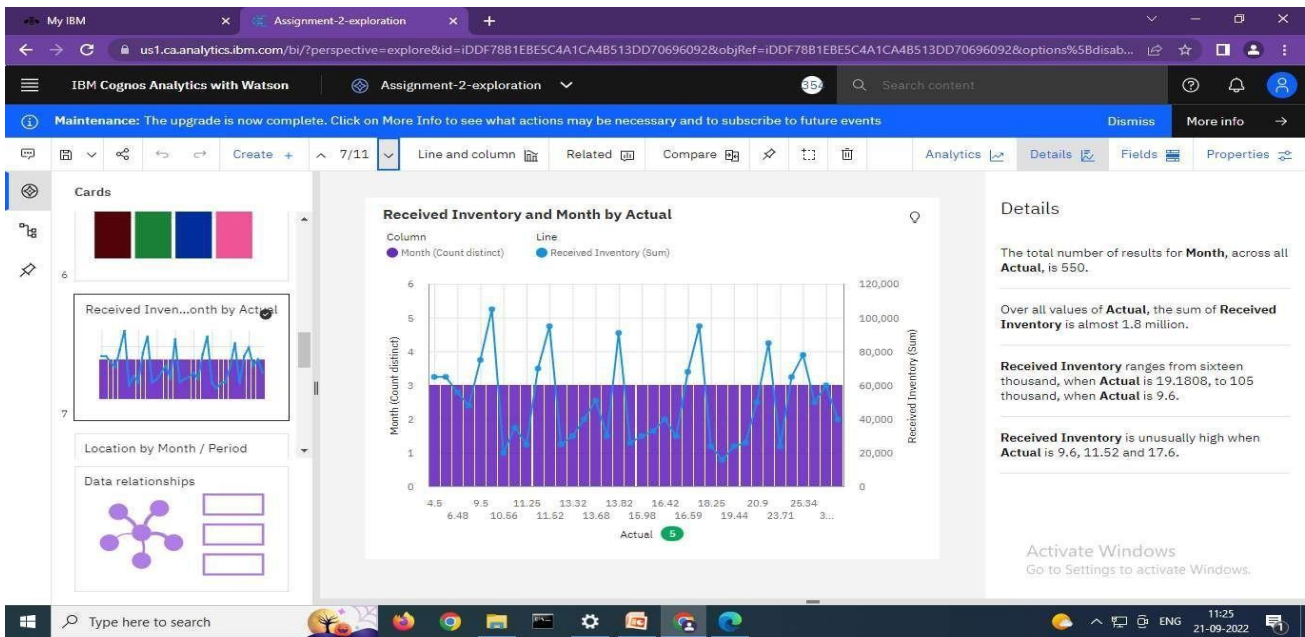 My IBM
Assignment-2-exploration
us1.ca.analytics.ibm.com/bi/?perspective=explore&id=iDDF78B1EBE5C4A1CA4B513DD70696092&objRef=iDDF78B1EBE5C4A1CA4B513DD70696092&options%5Bdisab...
IBM Cognos Analytics with Watson
Assignment-2-exploration
Search content
Maintenance: The upgrade is now complete. Click on More Info to see what actions may be necessary and to subscribe to future events
Dismiss
More info
Create +
7/11
Line and column
Related
Compare
Analytics
Details
Fields
Properties
Cards
6
Received Inven...onth by Actual
7
Location by Month / Period
Data relationships
Received Inventory and Month by Actual
Column
Line
Month (Count distinct)
Received Inventory (Sum)
Month (Count distinct)
6
5
4
3
2
1
0
120,000
100,000
80,000
60,000
40,000
20,000
0
Received Inventory (Sum)
4.5 9.5 11.25 13.32 13.82 16.42 18.25 20.9 25.34
6.48 10.56 11.52 13.68 15.98 16.59 19.44 23.71 3...
Actual 5
Details
The total number of results for Month, across all
Actual, is 550.
Over all values of Actual, the sum of Received
Inventory is almost 1.8 million.
Received Inventory ranges from sixteen
thousand, when Actual is 19.1808, to 105
thousand, when Actual is 9.6.
Received Inventory is unusually high when
Actual is 9.6, 11.52 and 17.6.
Activate Windows
Go to Settings to activate Windows.
Type here to search
ENG
11:25
21-09-2022
1